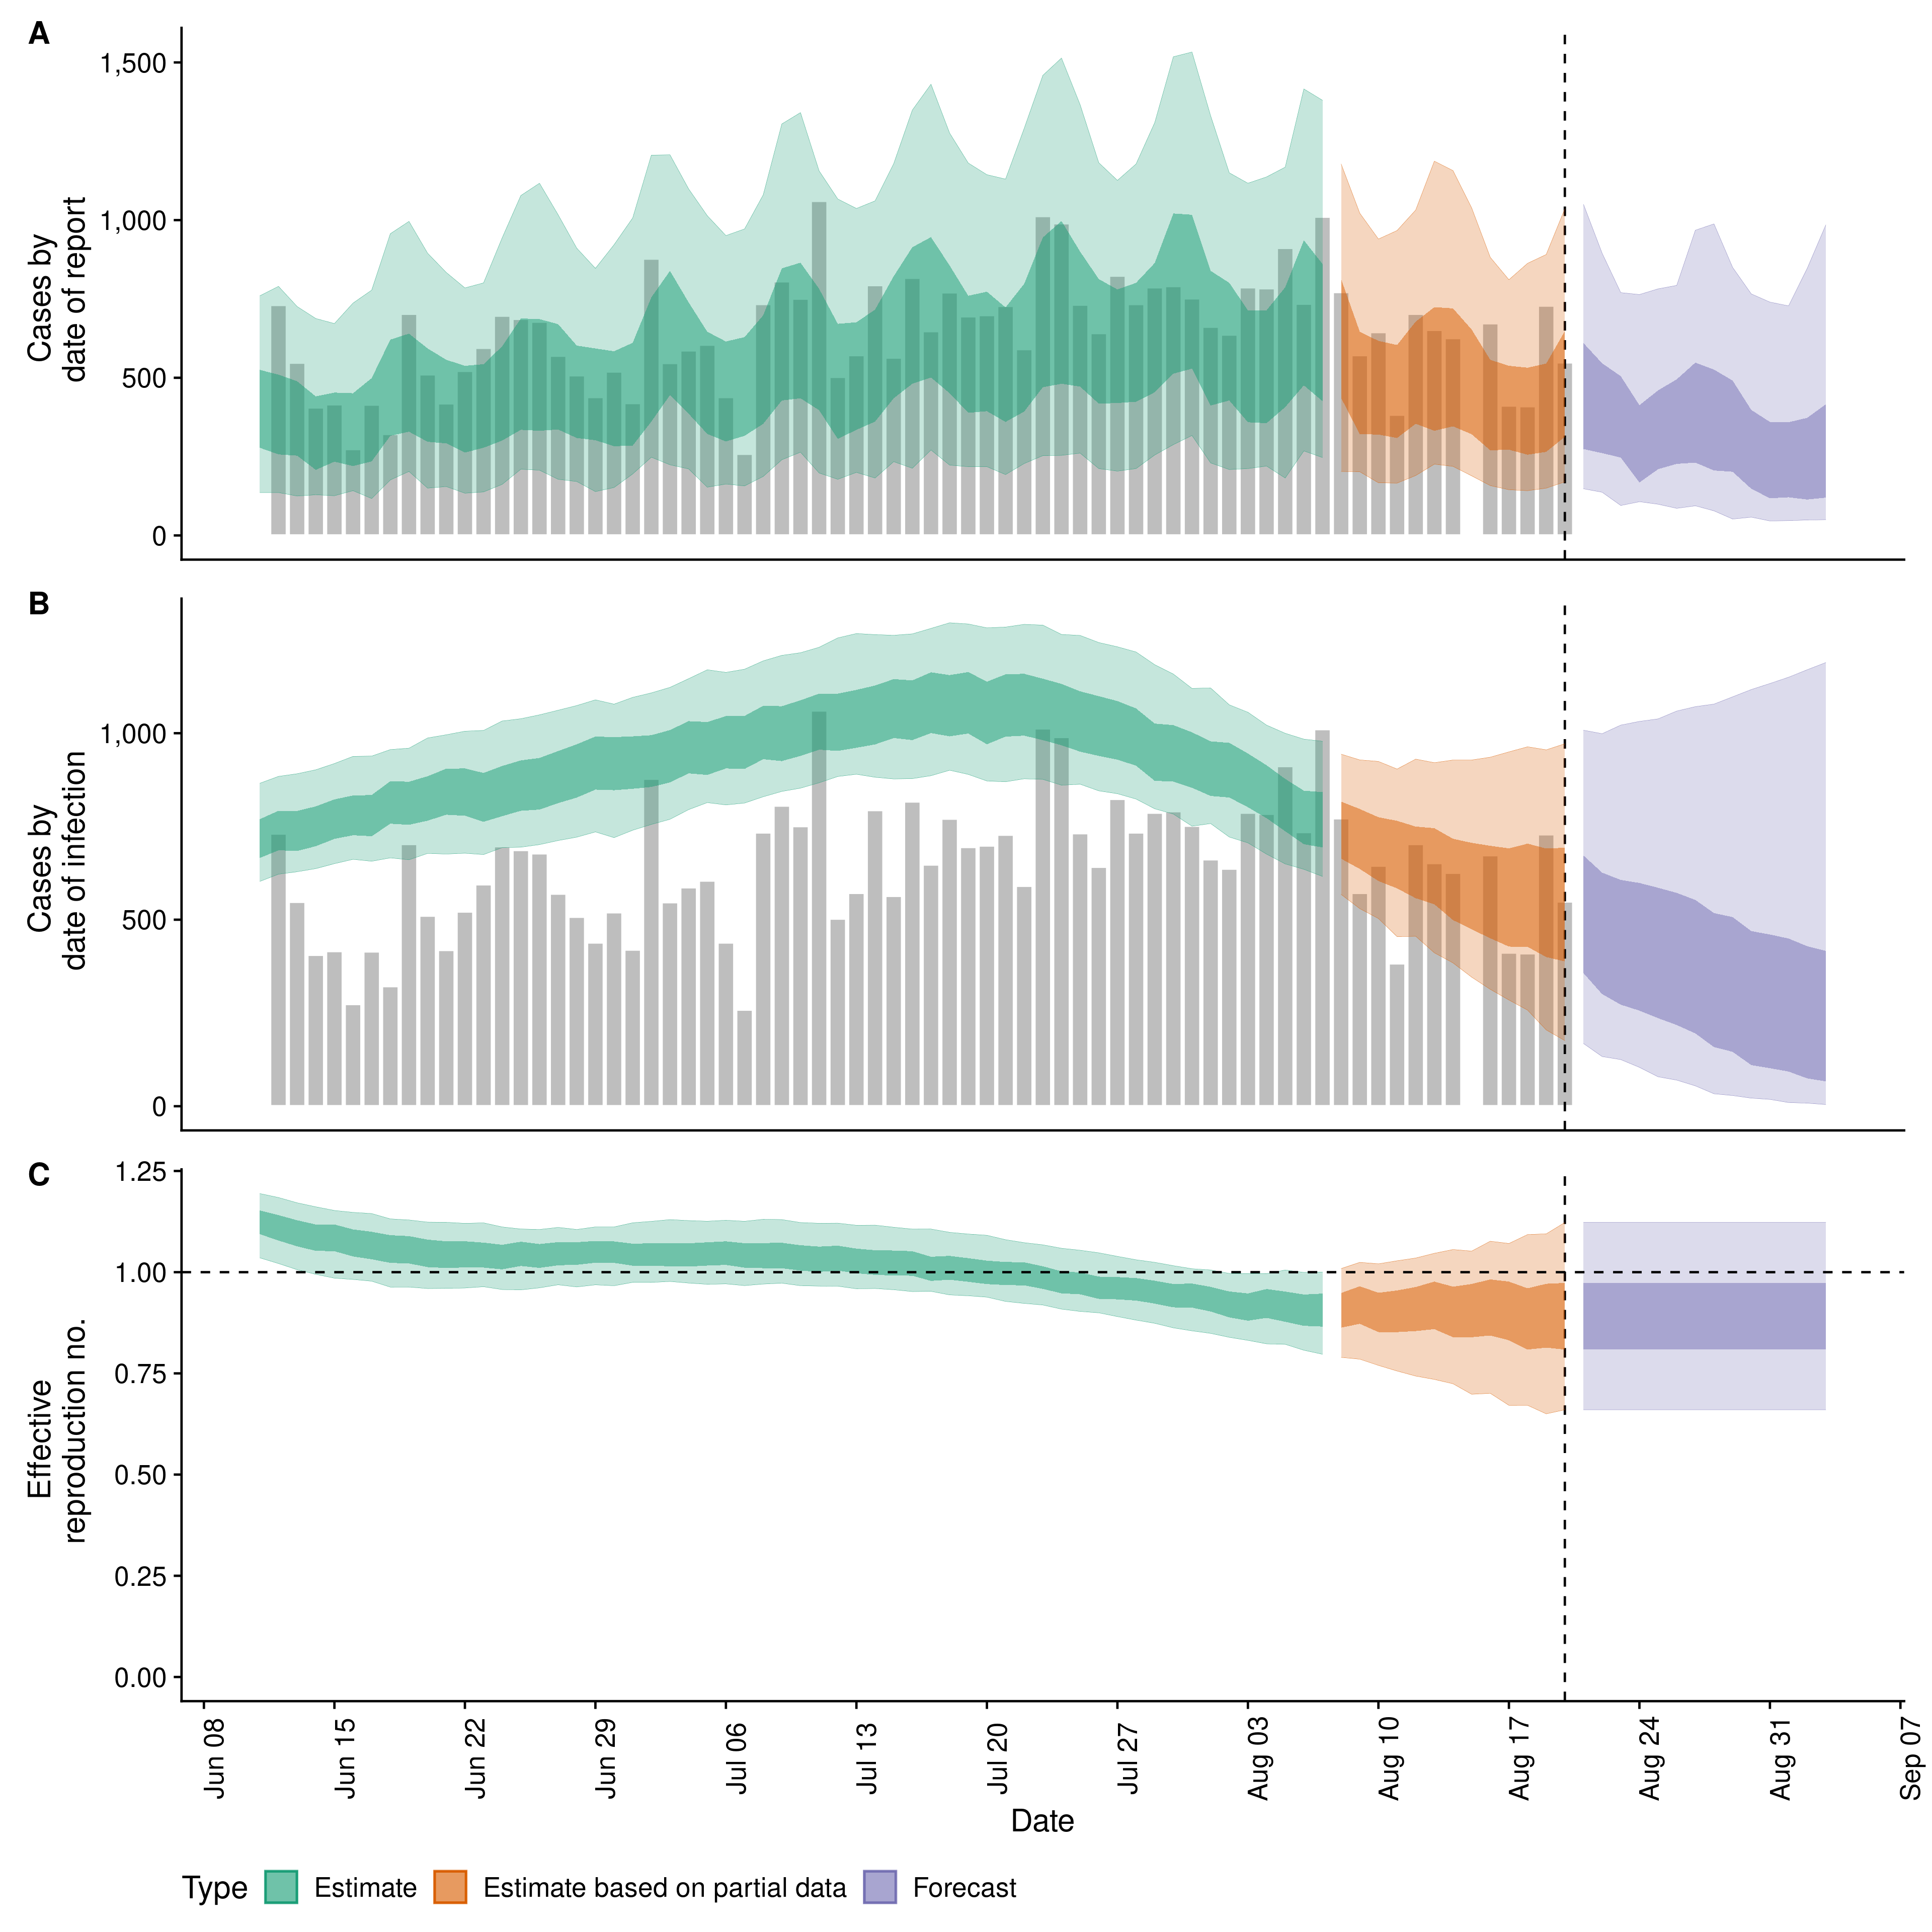 A
1,500
1,000
500
0
Cases by
date of report
B
1,000
500
0
Cases by
date of infection
C
1.25
1.00
0.75
0.50
0.25
0.00
Effective
reproduction no.
Jun 08
Jun 15
Jun 22
Jun 29
Jul 06
Jul 13
Jul 20
Jul 27
Aug 03
Aug 10
Aug 17
Aug 24
Aug 31
Sep 07
Date
Type Estimate Estimate based on partial data Forecast